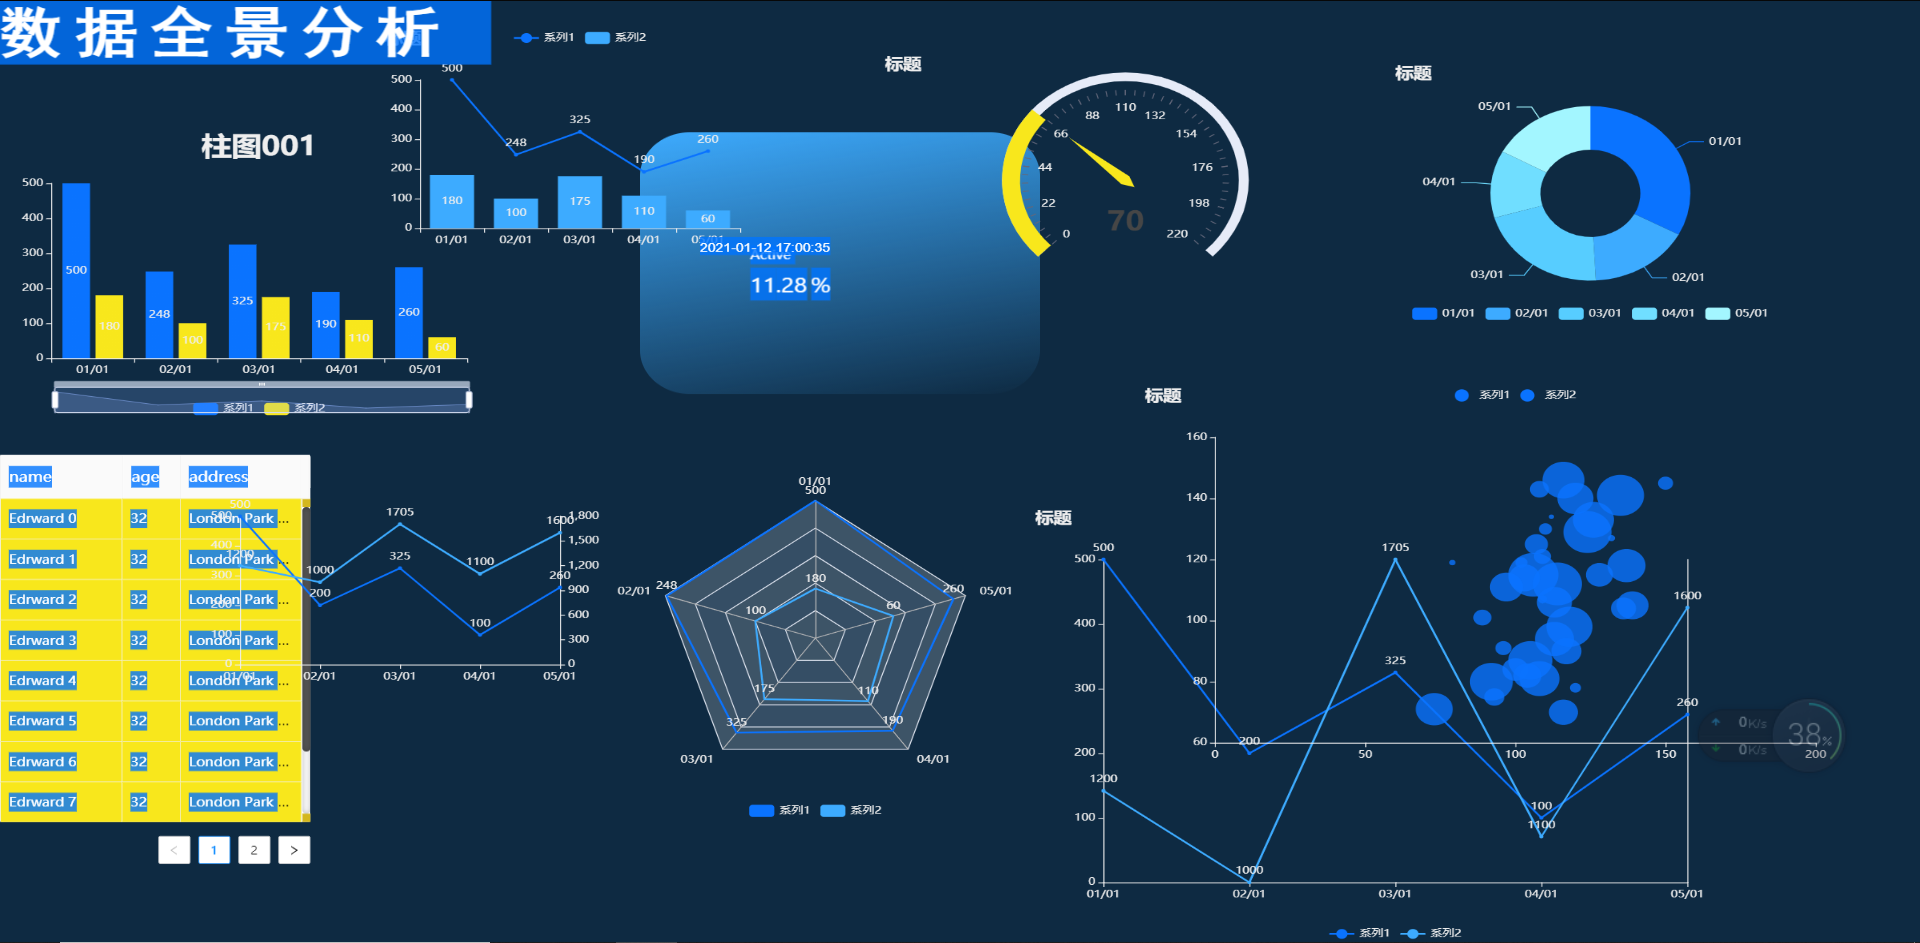 数据全景分析
系列1 系列2
标题
标题
柱图001
500
400
300
200
100
0
500 180
248 100
325 175
190 110
260 60
01/01 02/01 03/01 04/01 05/01
系列1 系列2
500
400
300
200
100
0
500 248 325 190 260
180 100 175 110 60
01/01 02/01 03/01 04/01
2021-01-12 17:00:35
Active
11.28 %
0 22 44 66 88 110 132 154 176 198 220
70
05/01 01/01
04/01
03/01 02/01
01/01 02/01 03/01 04/01 05/01
name age address
Edrward 0 32 London Park ...
Edrward 1 32 London Park ...
Edrward 2 32 London Park ...
Edrward 3 32 London Park ...
Edrward 4 32 London Park ...
Edrward 5 32 London Park ...
Edrward 6 32 London Park ...
Edrward 7 32 London Park ...
< 1 2 >
500
400
300
200
100
0
500 200 325 100 260
1200 1000 1705 1100 1600
1,800
1,500
1,200
900
600
300
0
01/01 02/01 03/01 04/01 05/01
01/01
500
02/01 248 260 05/01
180
100 60
175 110
325 190
03/01 04/01
系列1 系列2
标题
系列1 系列2
160
140
120
100
80
60
0 50 100 150 200
标题
500
400
300
200
100
0
500 200 325 100 260
1200 1000 1705 1100 1600
01/01 02/01 03/01 04/01 05/01
系列1 系列2
0K/s
0K/s
38%